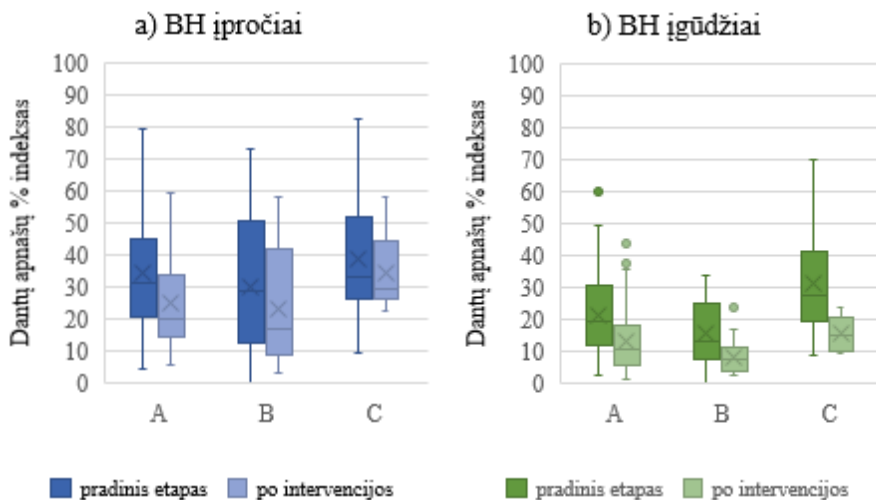 a) BH įpročiai
Dantų apnašų % indeksas
100
90
80
70
60
50
40
30
20
10
0
A B C
pradinis etapas po intervencijos
b) BH įgūdžiai
Dantų apnašų % indeksas
100
90
80
70
60
50
40
30
20
10
0
A B C
pradinis etapas po intervencijos